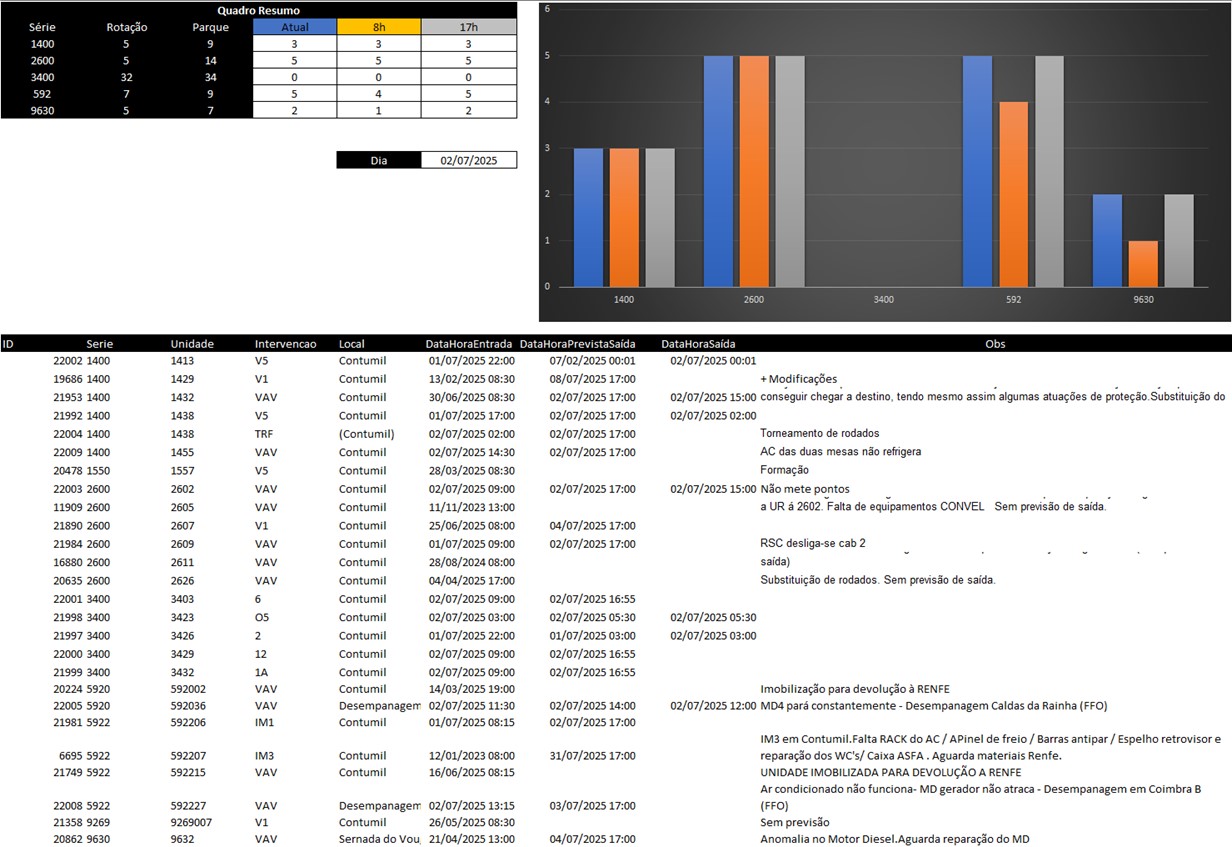 Quadro Resumo
Série Rotação Parque Atual 8h 17h
1400 5 9 3 3 3
2600 5 14 5 5 5
3400 32 34 0 0 0
592 7 9 5 4 5
9630 5 7 2 1 2
Dia 02/07/2025
6
5
4
3
2
1
0
1400 2600 3400 592 9630
ID Serie Unidade Intervencao Local DataHoraEntrada DataHoraPrevistaSaída DataHoraSaída Obs
22002 1400 1413 V5 Contumil 01/07/2025 22:00 07/02/2025 00:01 02/07/2025 00:01
19686 1400 1429 V1 Contumil 13/02/2025 08:30 08/07/2025 17:00 + Modificações
21953 1400 1432 VAV Contumil 30/06/2025 08:30 02/07/2025 17:00 02/07/2025 15:00 conseguir chegar a destino, tendo mesmo assim algumas atuações de proteção.Substituição do
21992 1400 1438 V5 Contumil 01/07/2025 17:00 02/07/2025 17:00 02/07/2025 02:00
22004 1400 1438 TRF (Contumil) 02/07/2025 02:00 02/07/2025 17:00 Torneamento de rodados
22009 1400 1455 VAV Contumil 02/07/2025 14:30 02/07/2025 17:00 AC das duas mesas não refrigera
20478 1550 1557 V5 Contumil 28/03/2025 08:30 Formação
22003 2600 2602 VAV Contumil 02/07/2025 09:00 02/07/2025 17:00 02/07/2025 15:00 Não mete pontos
11909 2600 2605 VAV Contumil 11/11/2023 13:00 a UR á 2602. Falta de equipamentos CONVEL Sem previsão de saída.
21890 2600 2607 V1 Contumil 25/06/2025 08:00 04/07/2025 17:00
21984 2600 2609 VAV Contumil 01/07/2025 09:00 02/07/2025 17:00 RSC desliga-se cab 2
16880 2600 2611 VAV Contumil 28/08/2024 08:00 saída)
20635 2600 2626 VAV Contumil 04/04/2025 17:00 Substituição de rodados. Sem previsão de saída.
22001 3400 3403 6 Contumil 02/07/2025 09:00 02/07/2025 16:55
21998 3400 3423 O5 Contumil 02/07/2025 03:00 02/07/2025 05:30 02/07/2025 05:30
21997 3400 3426 2 Contumil 01/07/2025 22:00 01/07/2025 03:00 02/07/2025 03:00
22000 3400 3429 12 Contumil 02/07/2025 09:00 02/07/2025 16:55
21999 3400 3432 1A Contumil 02/07/2025 09:00 02/07/2025 16:55
20224 5920 592002 VAV Contumil 14/03/2025 19:00 Imobilização para devolução à RENFE
22005 5920 592036 VAV Desempanagem 02/07/2025 11:30 02/07/2025 14:00 02/07/2025 12:00 MD4 pará constantemente - Desempanagem Caldas da Rainha (FFO)
21981 5922 592206 IM1 Contumil 01/07/2025 08:15 02/07/2025 17:00
IM3 em Contumil.Falta RACK do AC / APinel de freio / Barras antipar / Espelho retrovisor e
6695 5922 592207 IM3 Contumil 12/01/2023 08:00 31/07/2025 17:00 reparação dos WC's/ Caixa ASFA . Aguarda materiais Renfe.
21749 5922 592215 VAV Contumil 16/06/2025 08:15 UNIDADE IMOBILIZADA PARA DEVOLUÇÃO A RENFE
Ar condicionado não funciona- MD gerador não atraca - Desempanagem em Coimbra B
22008 5922 592227 VAV Desempanagem 02/07/2025 13:15 03/07/2025 17:00 (FFO)
21358 9269 9269007 V1 Contumil 26/05/2025 08:30 Sem previsão
20862 9630 9632 VAV Sernada do Vou 21/04/2025 13:00 04/07/2025 17:00 Anomalia no Motor Diesel.Aguarda reparação do MD